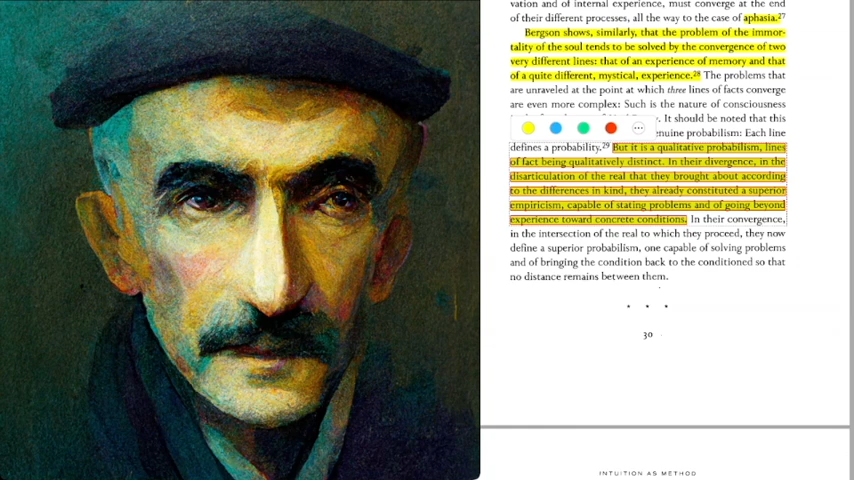 vation and of internal experience, must converge at the end
of their different processes, all the way to the case of aphasia.27
Bergson shows, similarly, that the problem of the immor-
tality of the soul tends to be solved by the convergence of two
very different lines: that of an experience of memory and that
of a quite different, mystical, experience.28 The problems that
are unraveled at the point at which three lines of facts converge
are even more complex: Such is the nature of consciousness
. It should be noted that this
enuine probabilism: Each line
defines a probability.29 But it is a qualitative probabilism, lines
of fact being qualitatively distinct. In their divergence, in the
disarticulation of the real that they brought about according
to the differences in kind, they already constituted a superior
empiricism, capable of stating problems and of going beyond
experience toward concrete conditions. In their convergence,
in the intersection of the real to which they proceed, they now
define a superior probabilism, one capable of solving problems
and of bringing the condition back to the conditioned so that
no distance remains between them.
* * *
30
INTUITION AS METHOD